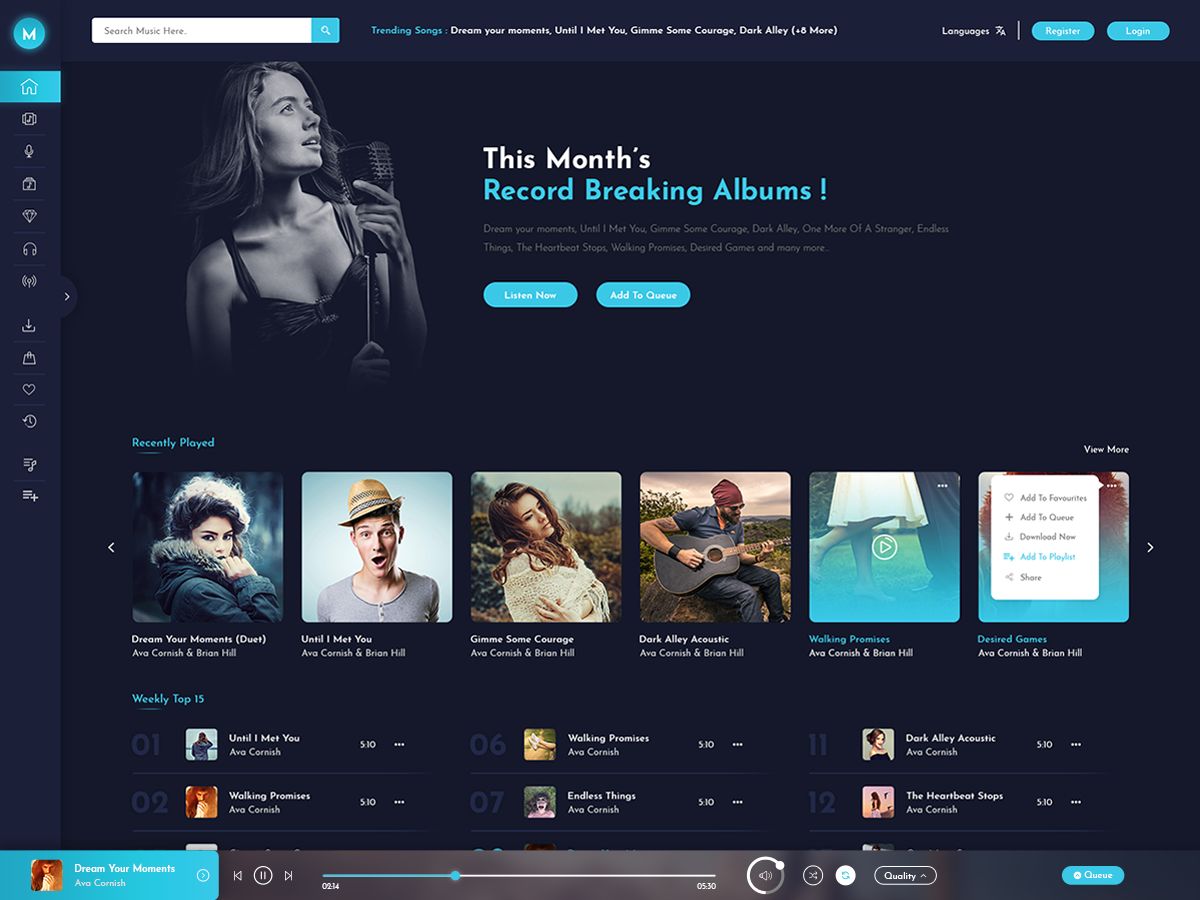 M
Search Music Here..
Trending Songs : Dream your moments, Until I Met You, Gimme Some Courage, Dark Alley (+8 More)
Languages
Register
Login
This Month's
Record Breaking Albums !
Dream your moments, Until I Met You, Gimme Some Courage, Dark Alley, One More Of A Stranger, Endless
Things, The Heartbeat Stops, Walking Promises, Desired Games and many more...
Listen Now
Add To Queue
Recently Played
View More
Add To Favourites
Add To Queue
Download Now
Add To Playlist
Share
Dream Your Moments (Duet)
Ava Cornish & Brian Hill
Until I Met You
Ava Cornish & Brian Hill
Gimme Some Courage
Ava Cornish & Brian Hill
Dark Alley Acoustic
Ava Cornish & Brian Hill
Walking Promises
Ava Cornish & Brian Hill
Desired Games
Ava Cornish & Brian Hill
Weekly Top 15
01
Until I Met You
Ava Cornish
5:10
06
Walking Promises
Ava Cornish
5:10
11
Dark Alley Acoustic
Ava Cornish
5:10
02
Walking Promises
Ava Cornish
5:10
07
Endless Things
Ava Cornish
5:10
12
The Heartbeat Stops
Ava Cornish
5:10
Dream Your Moments
Ava Cornish
02:14
05:30
Quality
Queue